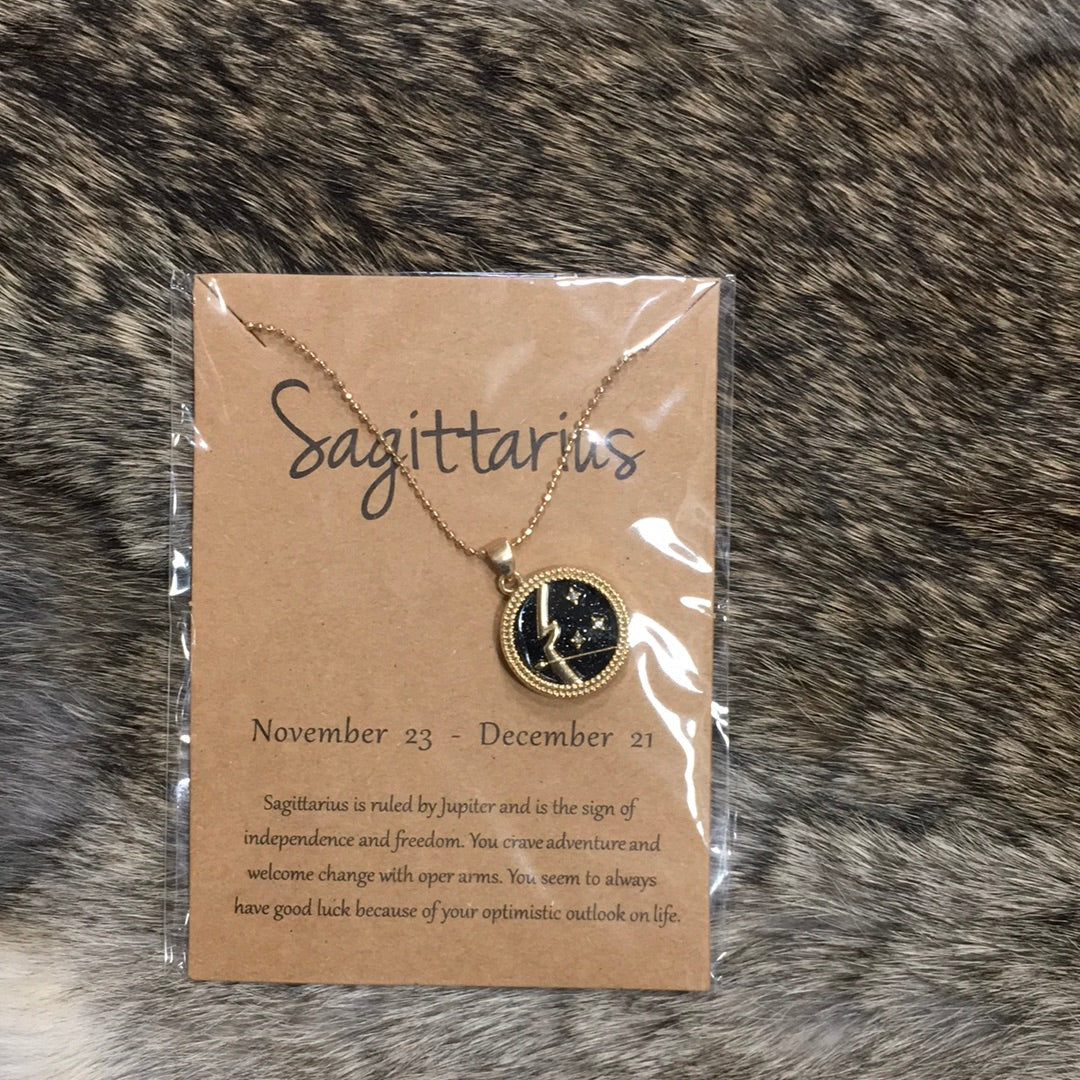 Sagittarius
November 23 - December 21
Sagittarius is ruled by Jupiter and is the sign of
independence and freedom. You crave adventure and
welcome change with oper arms. You seem to always
have good luck because of your optimistic outlook on life.